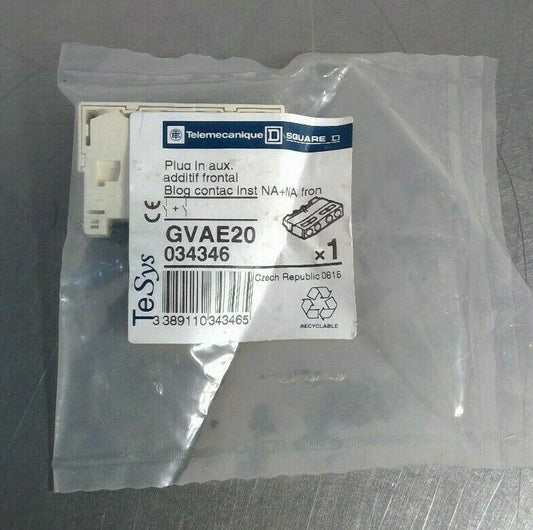 Telemecanique D SQUARE D
Plug in aux.
additif frontal
Blog contac inst NA+NA fron
CE
+
GVAE20
034346
x1
TeSys
Czech Republic 0615
3 389110 343465
RECYCLABLE